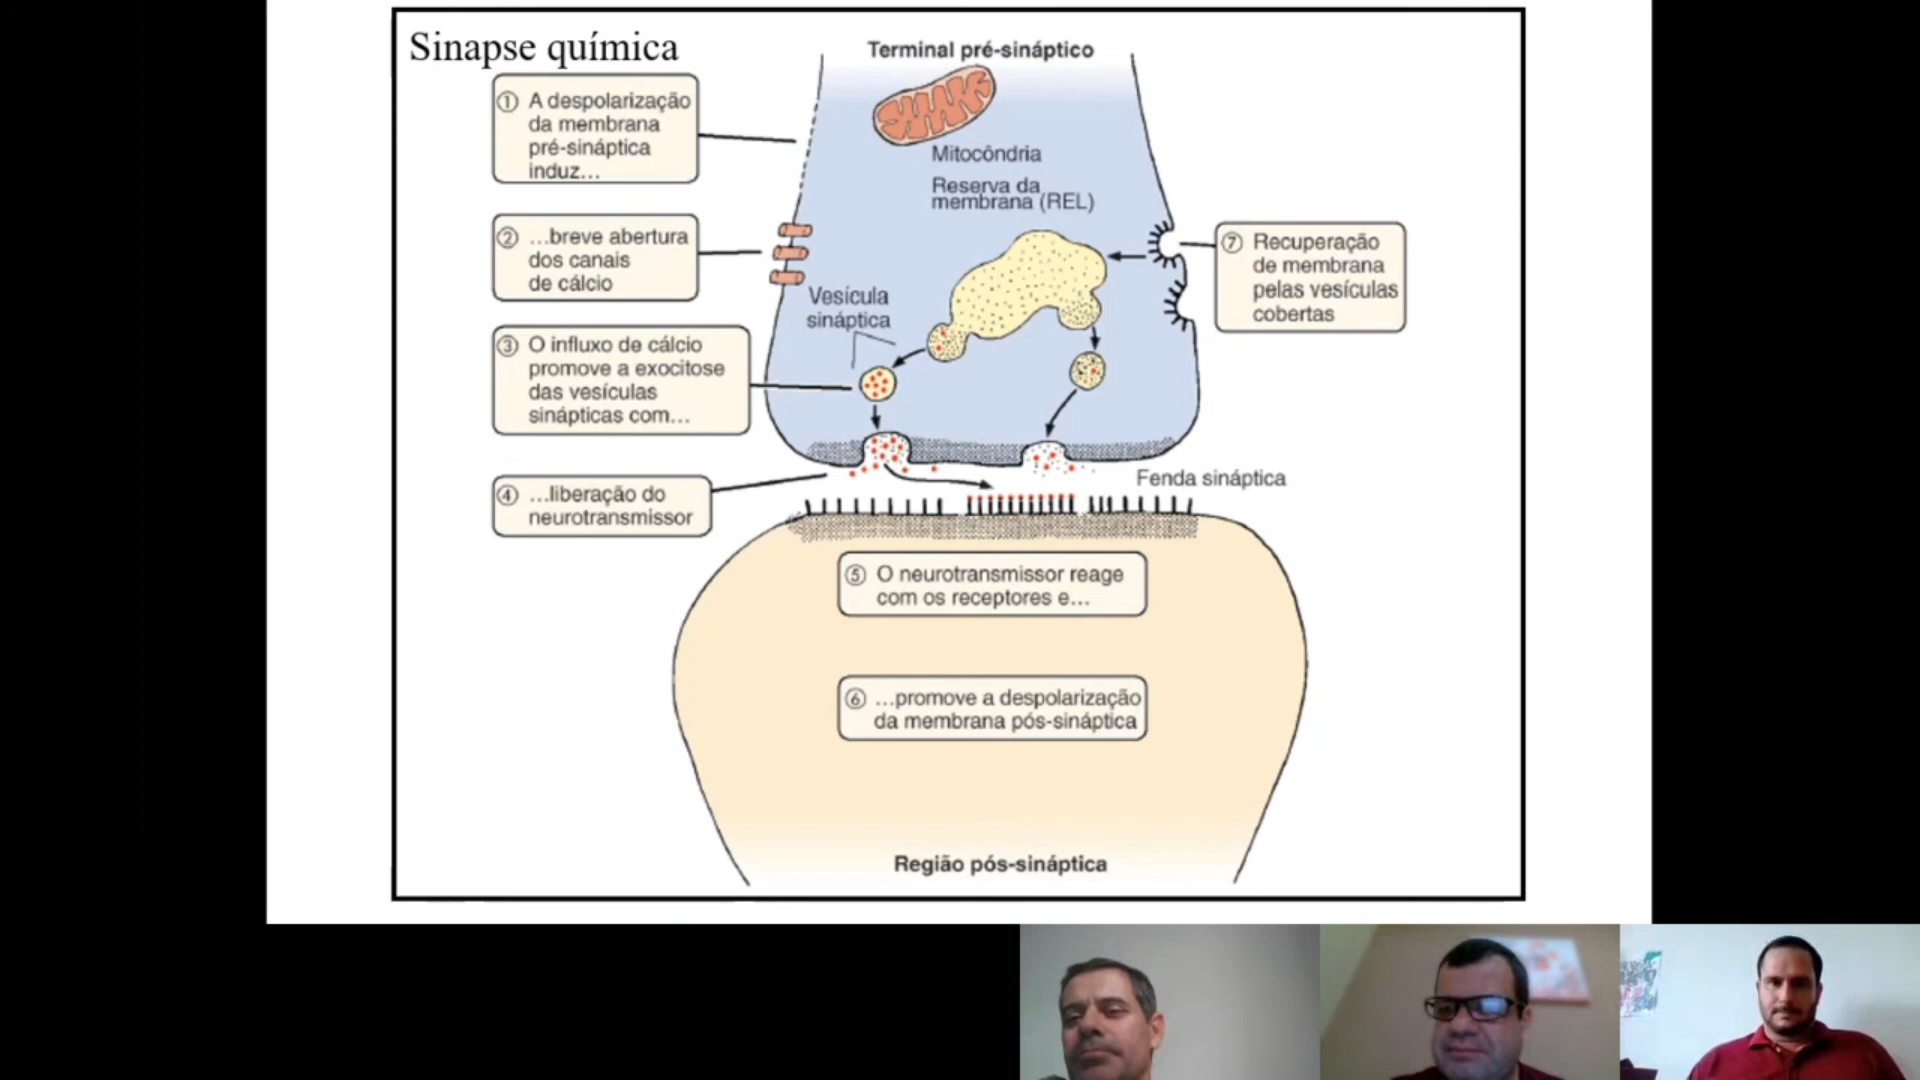 Sinapse química
Terminal pré-sináptico
① A despolarização
da membrana
pré-sináptica
induz...
Mitocôndria
Reserva da
membrana (REL)
② ...breve abertura
dos canais
de cálcio
⑦ Recuperação
de membrana
pelas vesículas
cobertas
Vesícula
sináptica
③ O influxo de cálcio
promove a exocitose
das vesículas
sinápticas com...
④ ...liberação do
neurotransmissor
Fenda sináptica
⑤ O neurotransmissor reage
com os receptores e...
⑥ ...promove a despolarização
da membrana pós-sináptica
Região pós-sináptica